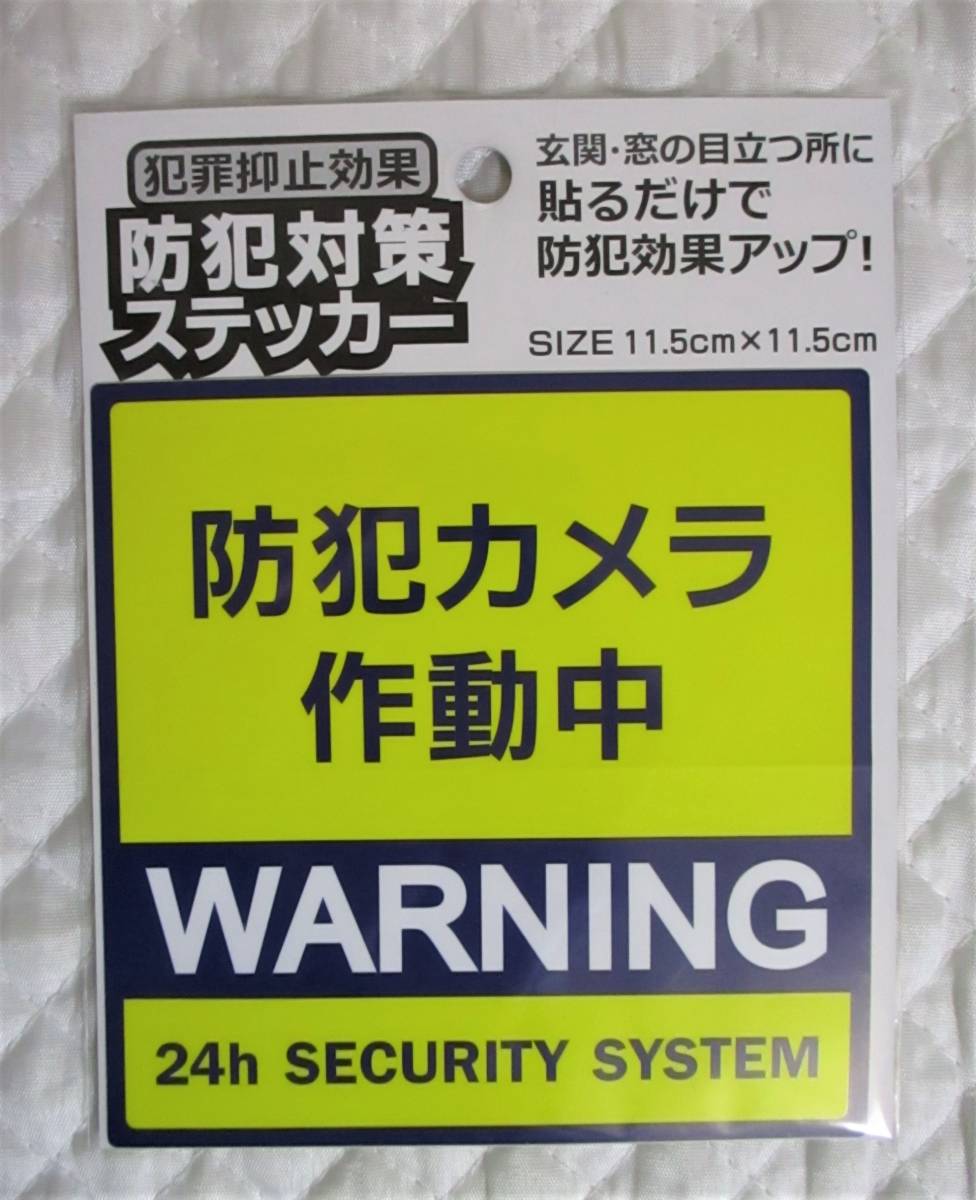 犯罪抑止効果
防犯対策
ステッカー
玄関・窓の目立つ所に
貼るだけで
防犯効果アップ!
SIZE 11.5cm×11.5cm
防犯カメラ
作動中
WARNING
24h SECURITY SYSTEM